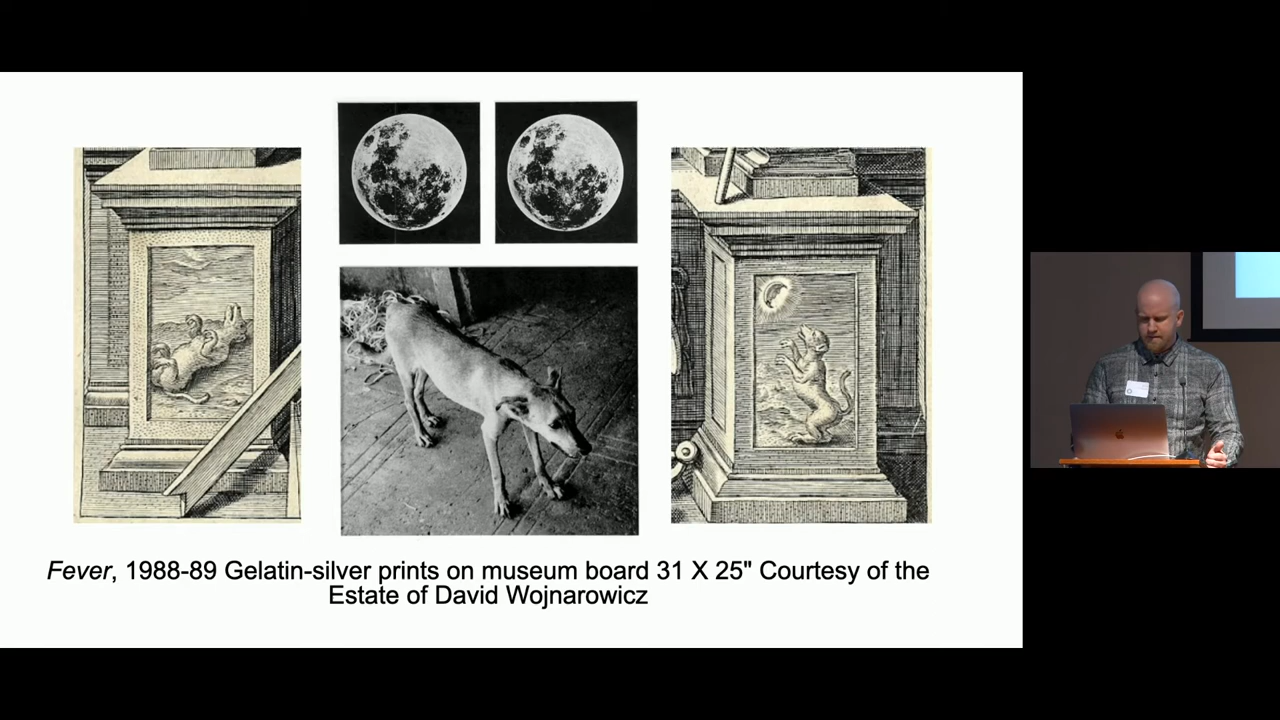 Fever, 1988-89 Gelatin-silver prints on museum board 31 X 25" Courtesy of the
Estate of David Wojnarowicz